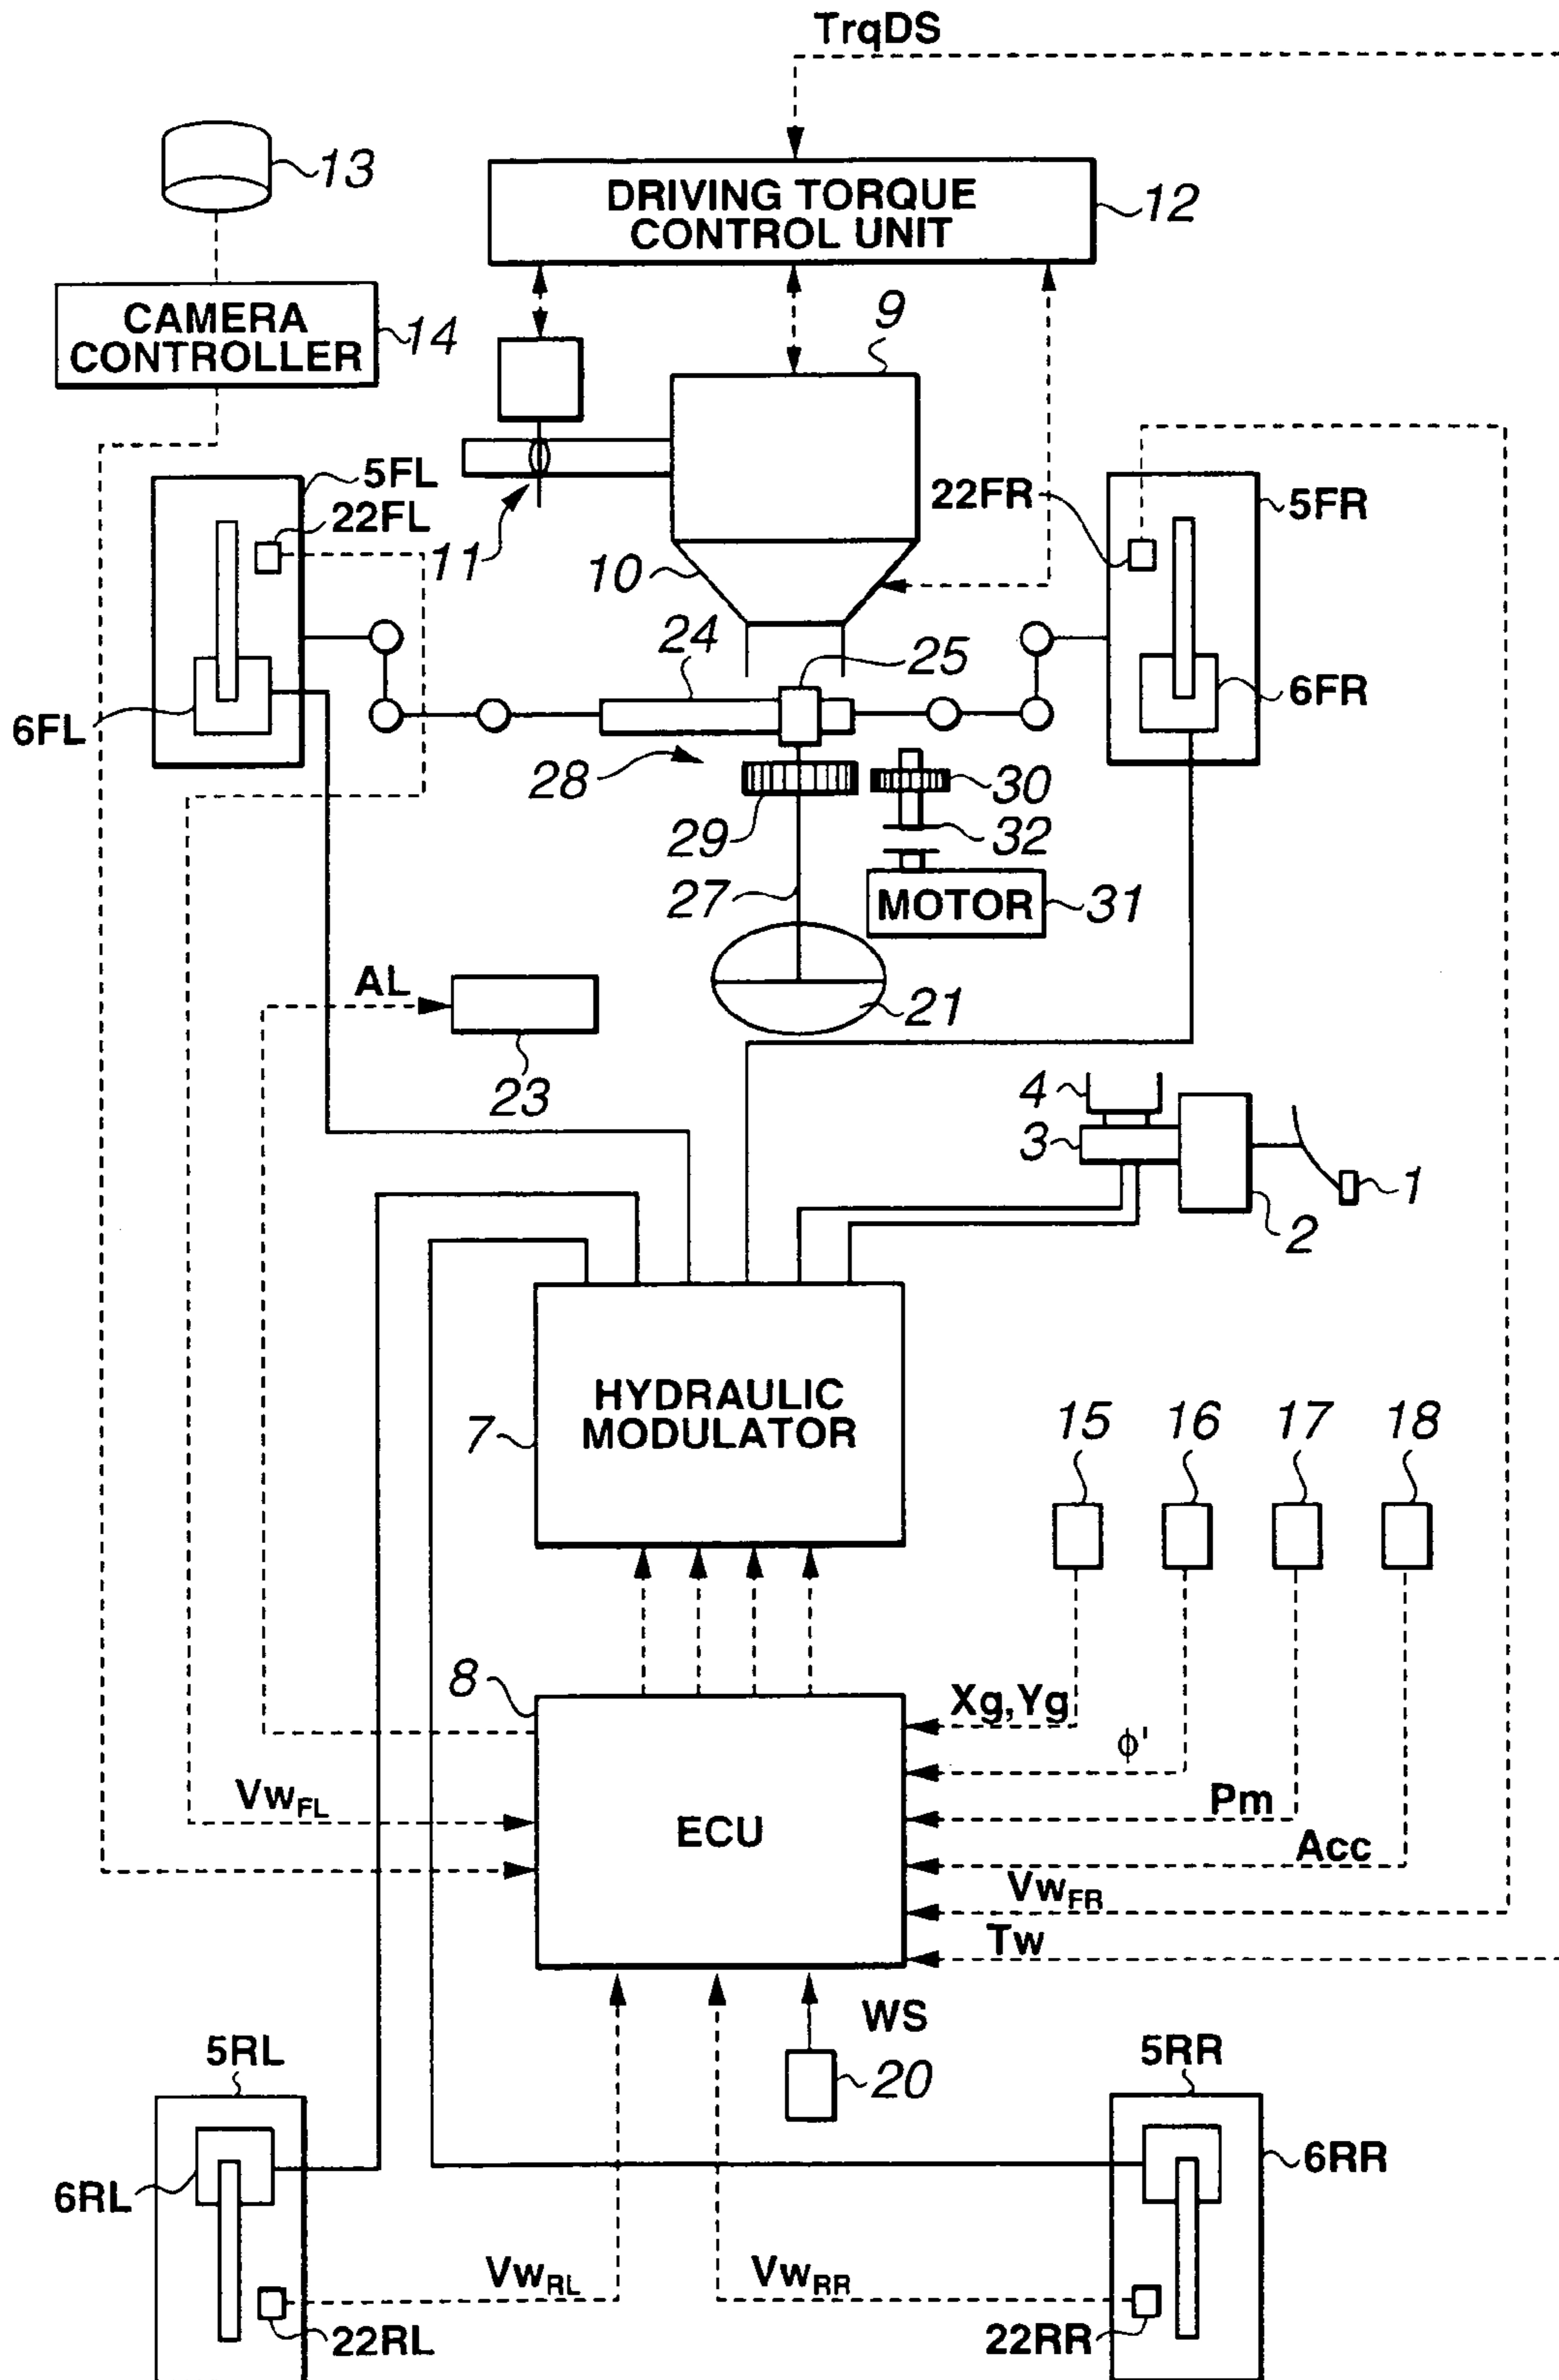 TrqDS
13
DRIVING TORQUE
CONTROL UNIT
12
CAMERA
CONTROLLER
14
9
5FL
22FL
11
10
22FR
5FR
24
25
6FL
6FR
28
30
29
32
27
MOTOR
31
AL
21
23
4
3
1
2
HYDRAULIC
MODULATOR
7
15
16
17
18
8
Xg,Yg
ϕ'
VwFL
Pm
ECU
Acc
VwFR
Tw
WS
5RL
5RR
20
6RL
6RR
VwRL
VwRR
22RL
22RR